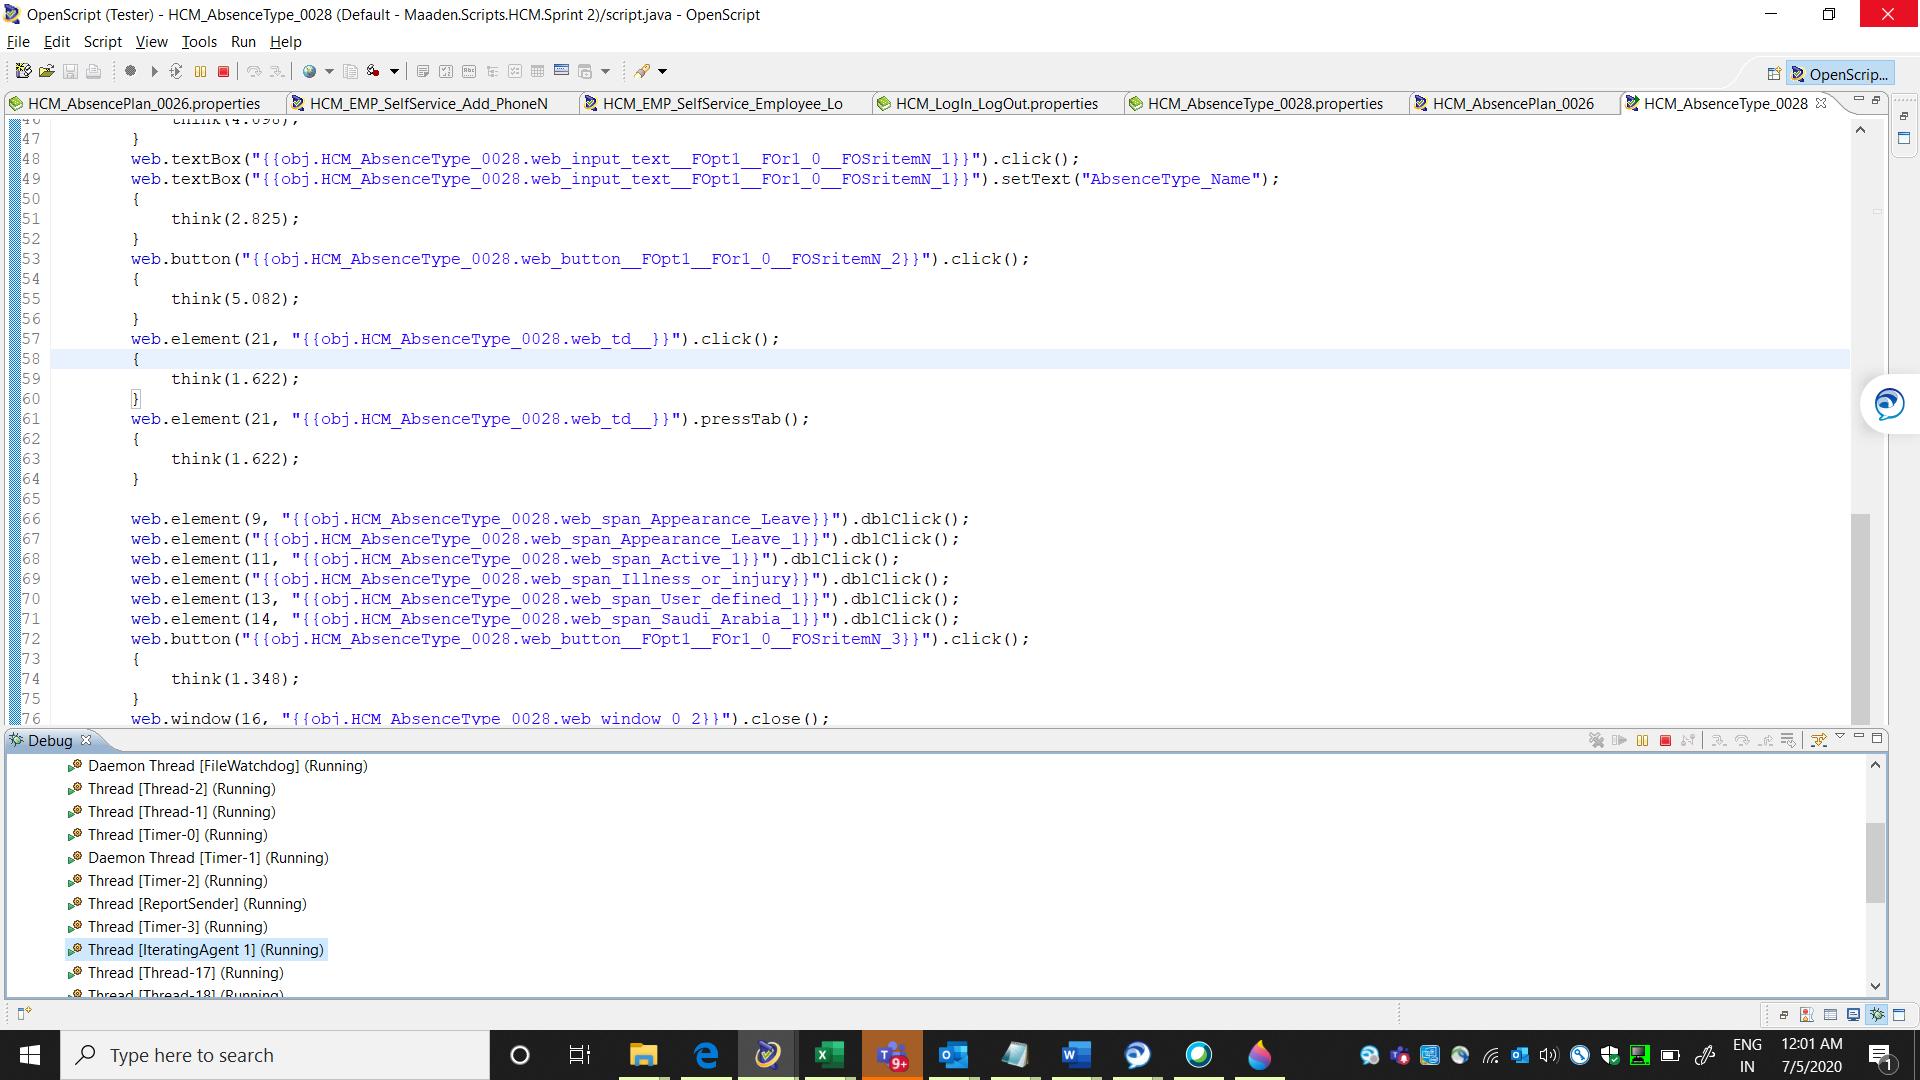 OpenScript (Tester) - HCM_AbsenceType_0028 (Default - Maaden.Scripts.HCM.Sprint 2)/script.java - OpenScript
File Edit Script View Tools Run Help
OpenScrip...
HCM_AbsencePlan_0026.properties HCM_EMP_SelfService_Add_PhoneN HCM_EMP_SelfService_Employee_Lo HCM_LogIn_LogOut.properties HCM_AbsenceType_0028.properties HCM_AbsencePlan_0026 HCM_AbsenceType_0028
46 think(4.098);
47 }
48 web.textBox("{{obj.HCM_AbsenceType_0028.web_input_text__FOpt1__FOr1_0__FOSritemN_1}}").click();
49 web.textBox("{{obj.HCM_AbsenceType_0028.web_input_text__FOpt1__FOr1_0__FOSritemN_1}}").setText("AbsenceType_Name");
50 {
51 think(2.825);
52 }
53 web.button("{{obj.HCM_AbsenceType_0028.web_button__FOpt1__FOr1_0__FOSritemN_2}}").click();
54 {
55 think(5.082);
56 }
57 web.element(21, "{{obj.HCM_AbsenceType_0028.web_td__}}").click();
58 {
59 think(1.622);
60 }
61 web.element(21, "{{obj.HCM_AbsenceType_0028.web_td__}}").pressTab();
62 {
63 think(1.622);
64 }
65
66 web.element(9, "{{obj.HCM_AbsenceType_0028.web_span_Appearance_Leave}}").dblClick();
67 web.element("{{obj.HCM_AbsenceType_0028.web_span_Appearance_Leave_1}}").dblClick();
68 web.element(11, "{{obj.HCM_AbsenceType_0028.web_span_Active_1}}").dblClick();
69 web.element("{{obj.HCM_AbsenceType_0028.web_span_Illness_or_injury}}").dblClick();
70 web.element(13, "{{obj.HCM_AbsenceType_0028.web_span_User_defined_1}}").dblClick();
71 web.element(14, "{{obj.HCM_AbsenceType_0028.web_span_Saudi_Arabia_1}}").dblClick();
72 web.button("{{obj.HCM_AbsenceType_0028.web_button__FOpt1__FOr1_0__FOSritemN_3}}").click();
73 {
74 think(1.348);
75 }
76 web.window(16, "{{obj.HCM_AbsenceType_0028.web_window_0_2}}").close();
Debug
Daemon Thread [FileWatchdog] (Running)
Thread [Thread-2] (Running)
Thread [Thread-1] (Running)
Thread [Timer-0] (Running)
Daemon Thread [Timer-1] (Running)
Thread [Timer-2] (Running)
Thread [ReportSender] (Running)
Thread [Timer-3] (Running)
Thread [IteratingAgent 1] (Running)
Thread [Thread-17] (Running)
Thread [Thread-18] (Running)
Type here to search
9+
ENG
IN
12:01 AM
7/5/2020
1